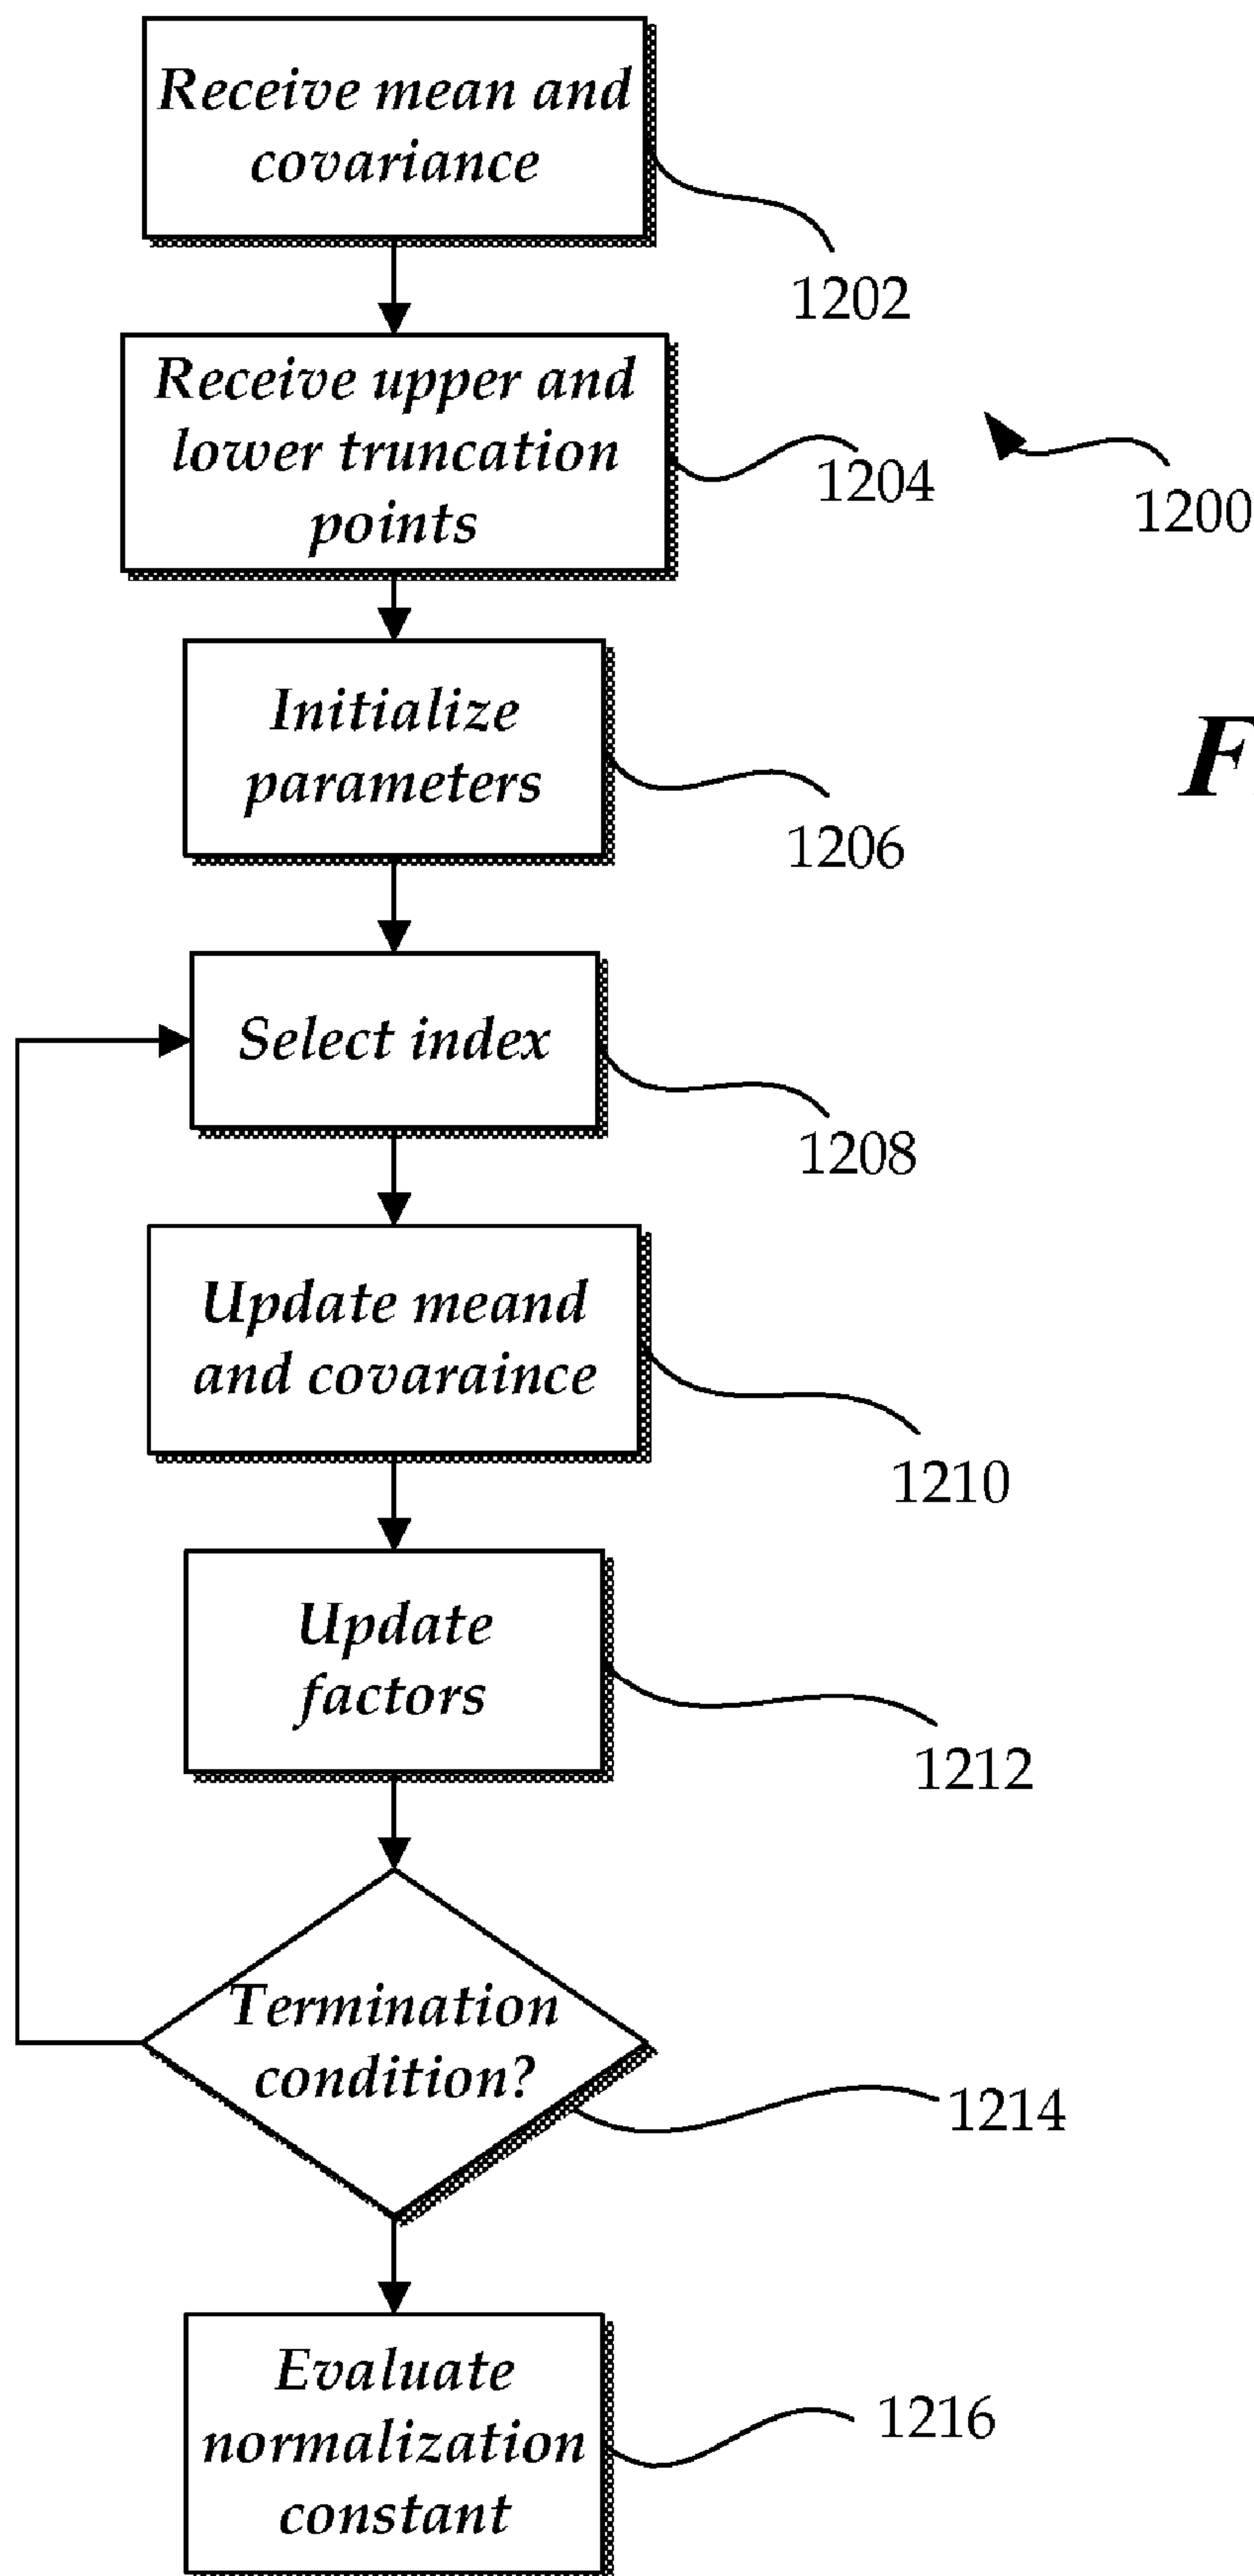 Receive mean and
covariance
1202
Receive upper and
lower truncation
points
1204
1200
Initialize
parameters
1206
F
Select index
1208
Update meand
and covaraince
1210
Update
factors
1212
Termination
condition?
1214
Evaluate
normalization
constant
1216